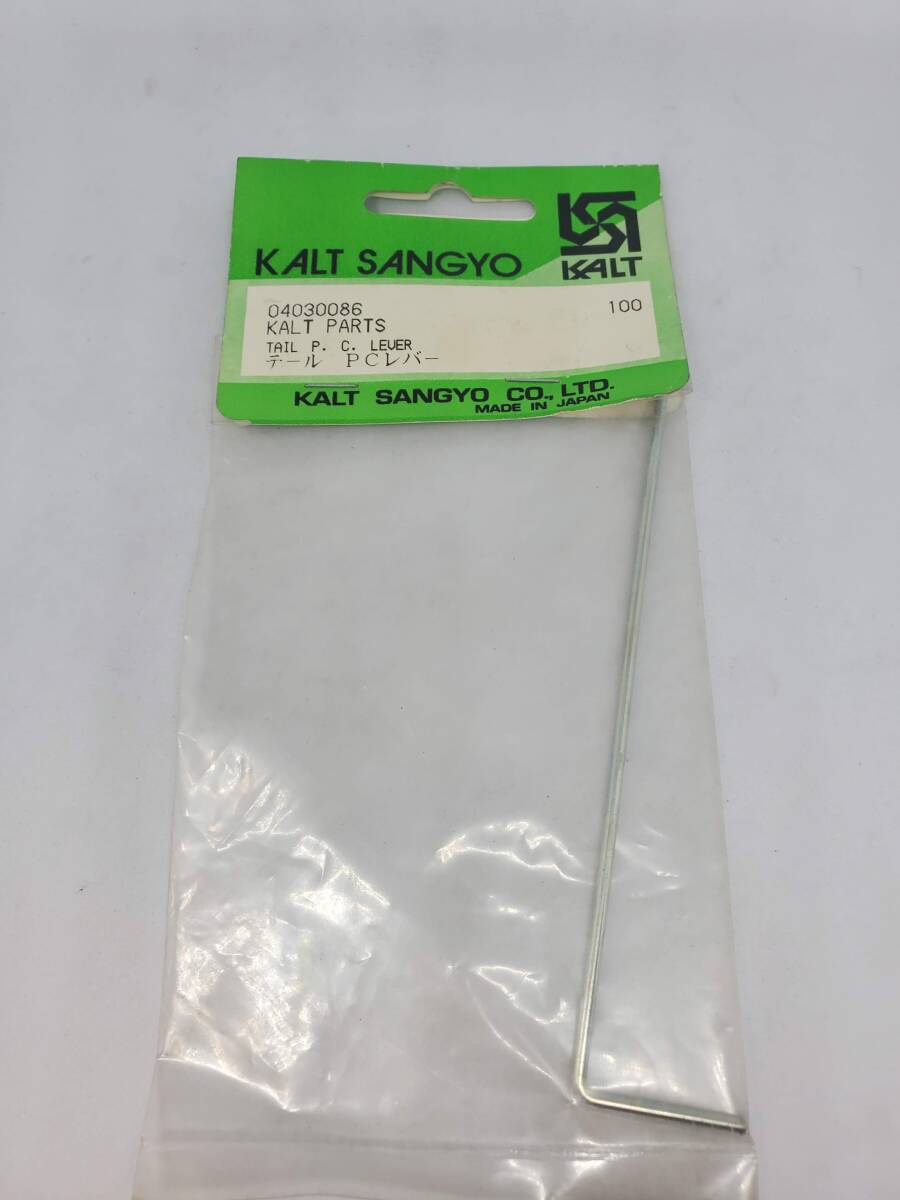 KALT SANGYO
KALT
04030086 100
KALT PARTS
TAIL P. C. LEVER
テール PCレバー
KALT SANGYO CO., LTD.
MADE IN JAPAN